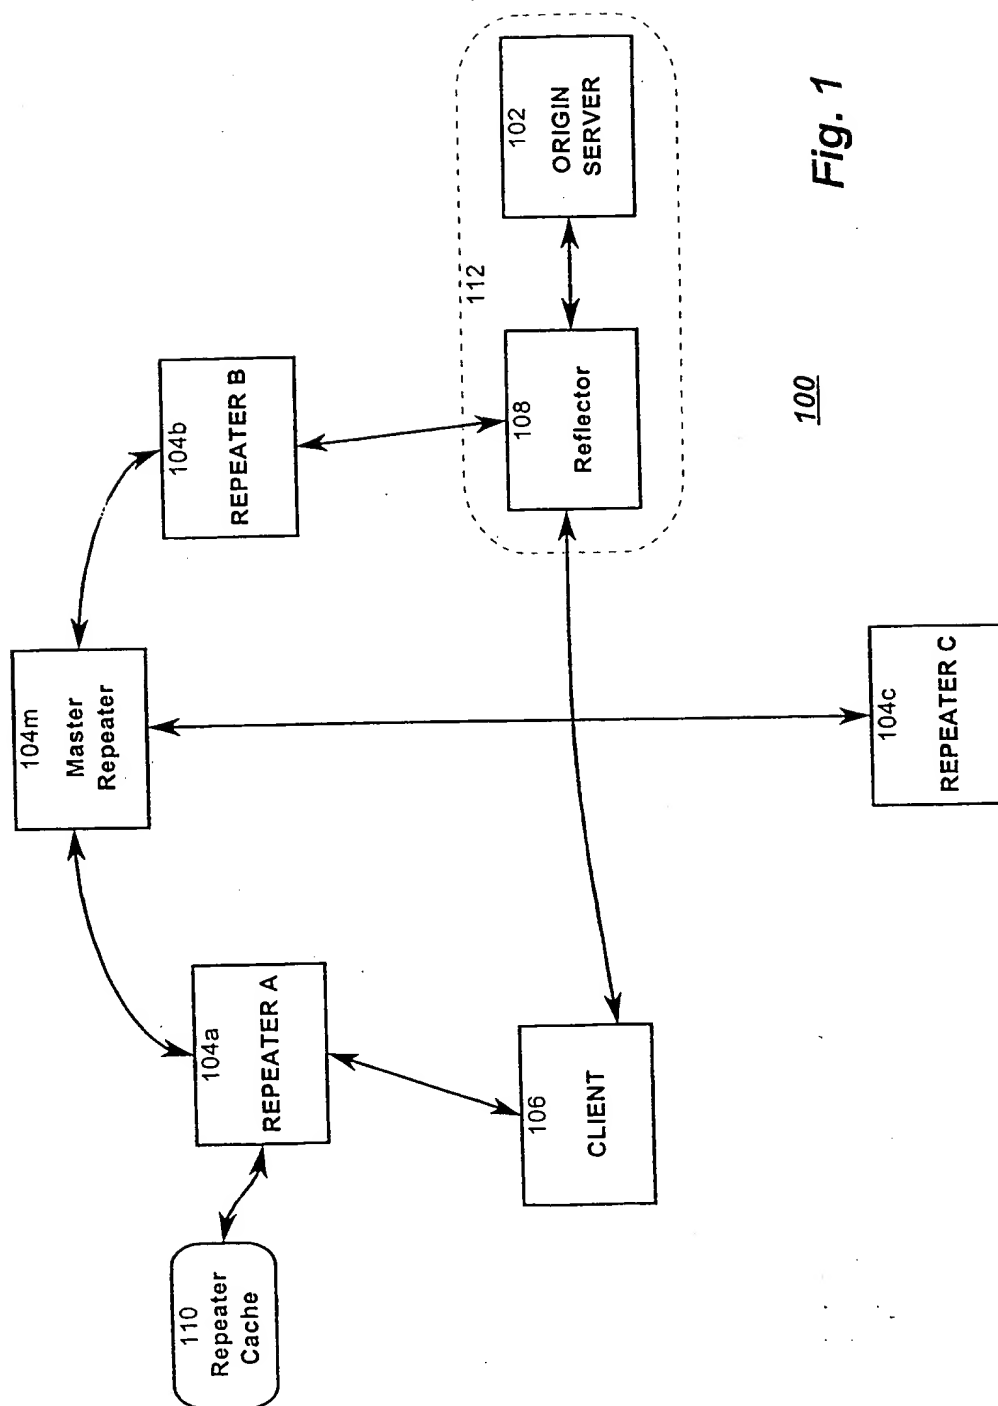 104m
Master
Repeater
104a
REPEATER A
110
Repeater
Cache
104b
REPEATER B
106
CLIENT
112
108
Reflector
102
ORIGIN
SERVER
104c
REPEATER C
100
Fig. 1